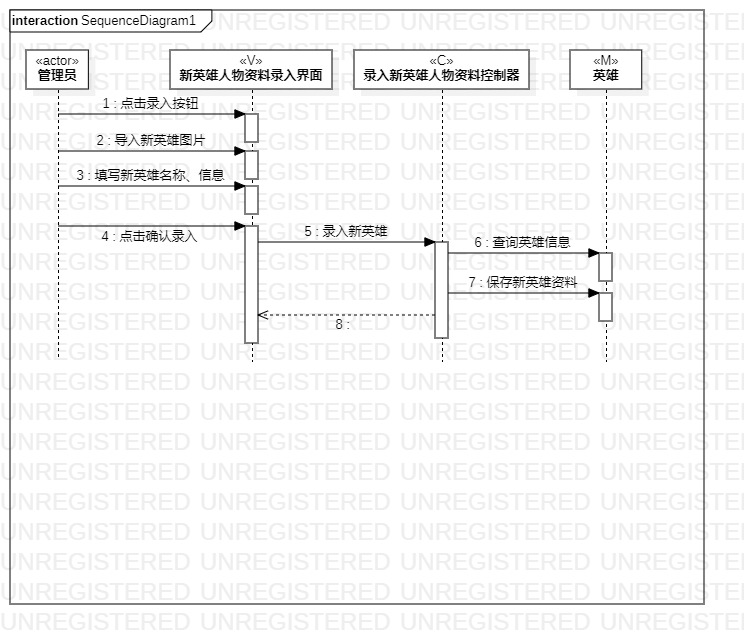 interaction SequenceDiagram1
«actor»
管理员
«V»
新英雄人物资料录入界面
«C»
录入新英雄人物资料控制器
«M»
英雄
1 : 点击录入按钮
2 : 导入新英雄图片
3 : 填写新英雄名称、信息
4 : 点击确认录入
5 : 录入新英雄
6 : 查询英雄信息
7 : 保存新英雄资料
8 :
UNREGISTERED UNREGISTERED UNREGISTERED UNREGISTERED